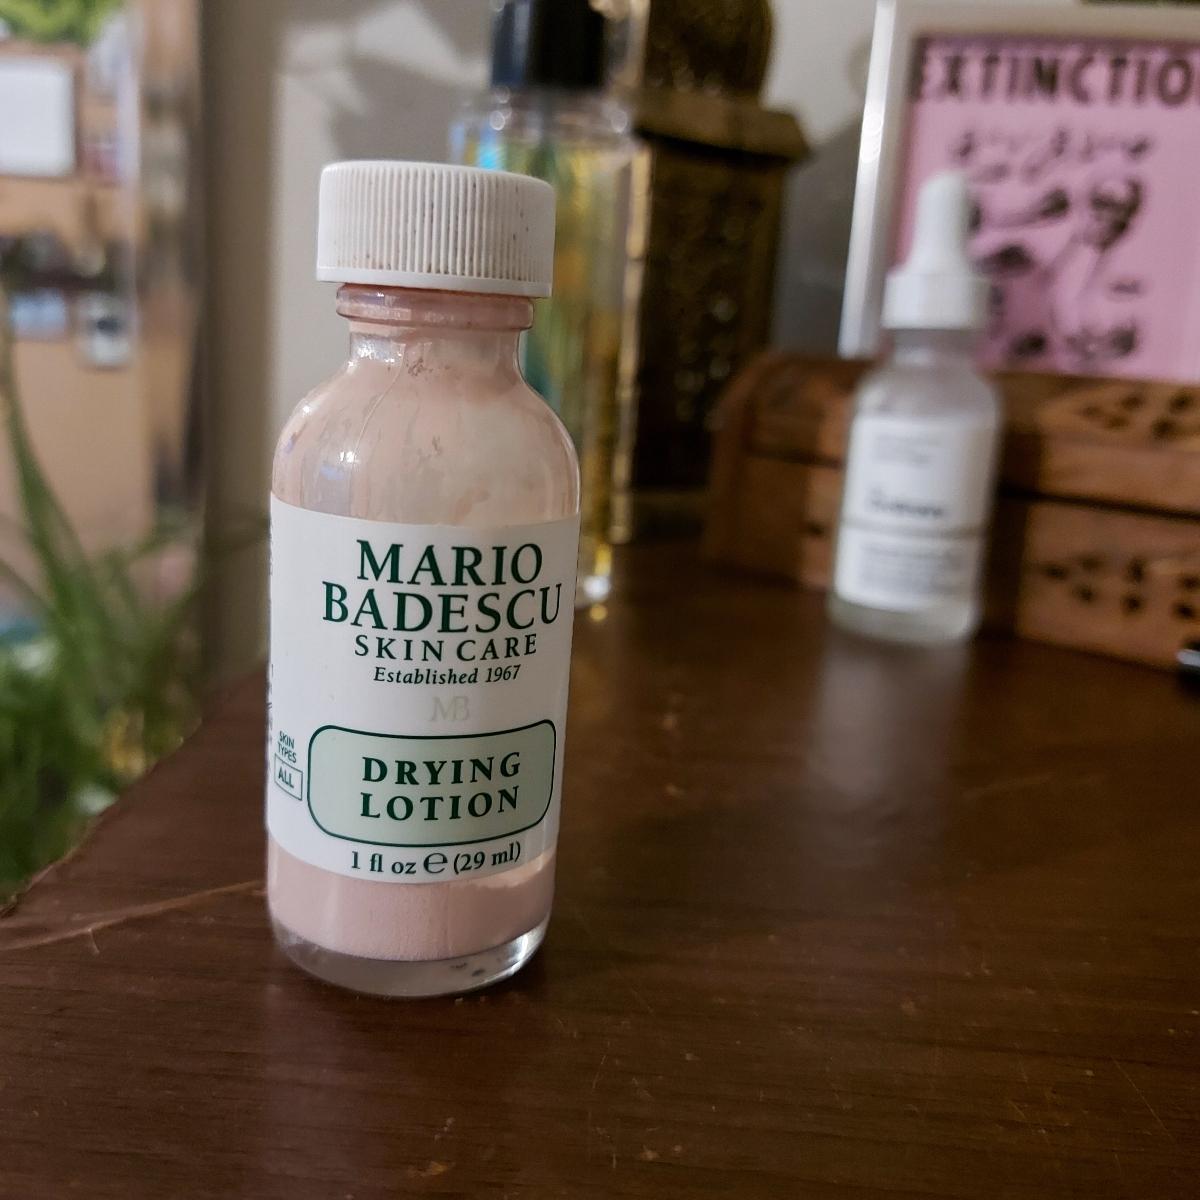 MARIO
BADESCU
SKIN CARE
Established 1967
MB
SKIN
TYPES
ALL
DRYING
LOTION
1 fl oz ℮ (29 ml)
EXTINCTIO